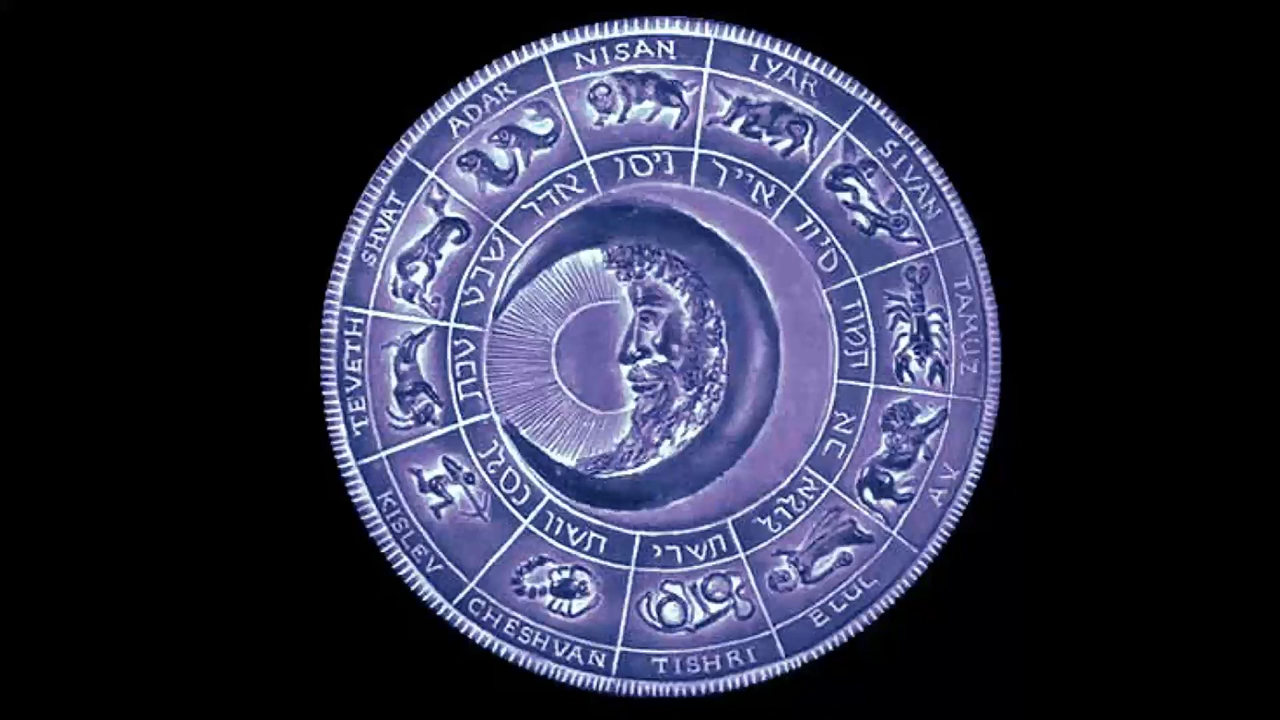 NISAN
IYAR
SIVAN
TAMUZ
AV
ELUL
TISHRI
CHESHVAN
KISLEV
TEVETH
SHVAT
ADAR
ניסן
אייר
סיון
תמוז
אב
אלול
תשרי
חשון
כסלו
טבת
שבט
אדר